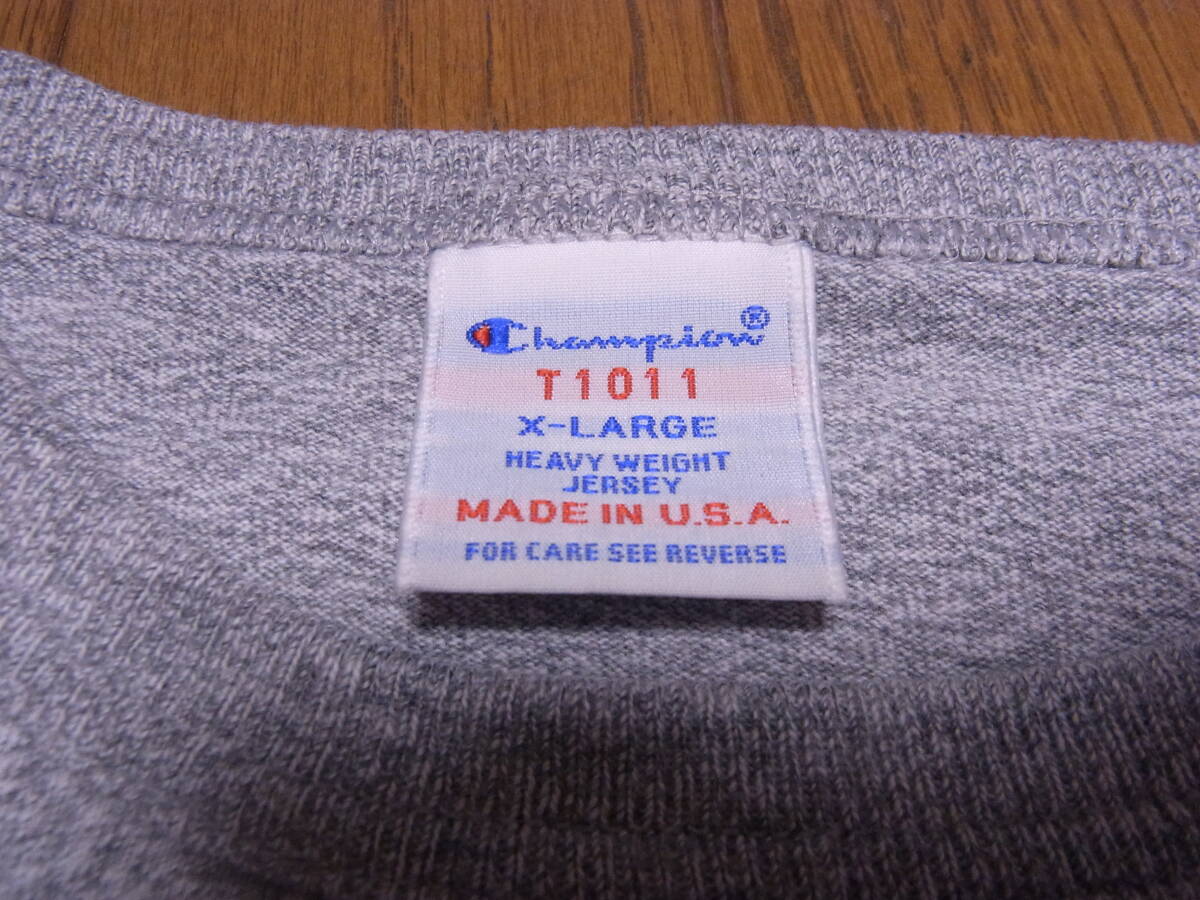 Champion®
T1011
X-LARGE
HEAVY WEIGHT
JERSEY
MADE IN U.S.A.
FOR CARE SEE REVERSE